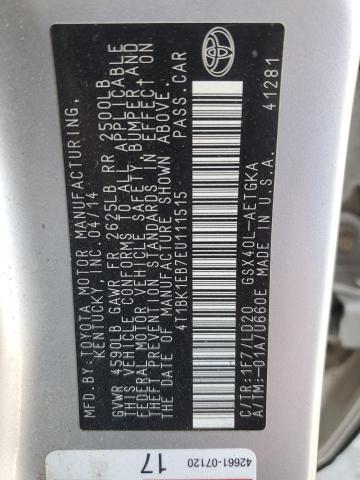 MFD.BY:TOYOTA MOTOR MANUFACTURING,
KENTUCKY, INC. 04/14
GVWR 4590LB GAWR FR 2625LB RR 2500LB
THIS VEHICLE CONFORMS TO ALL APPLICABLE
FEDERAL MOTOR VEHICLE SAFETY, BUMPER, AND
THEFT PREVENTION STANDARDS IN EFFECT ON
THE DATE OF MANUFACTURE SHOWN ABOVE.
4T1BK1EB7EU111515 PASS.CAR
C/TR:1F7/LD20 GSX40L-AETGKA
A/TM:-01A/U660E MADE IN U.S.A. 41281
42661-07120
17